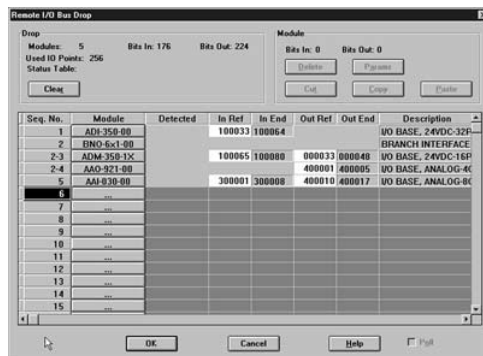 Remote I/O Bus Drop
Drop
Modules: 5 Bits In: 176 Bits Out: 224
Used IO Points: 256
Status Table:
Clear
Module
Bits In: 0 Bits Out: 0
Delete Params
Cut Copy Paste
Seq. No. Module Detected In Ref In End Out Ref Out End Description
1 ADI-350-00 100033 100064 I/O BASE, 24VDC-32P
2 BNO-6x1-00 BRANCH INTERFACE
2-3 ADM-350-1X 100065 100080 000033 000048 I/O BASE, 24VDC-16P
2-4 AAO-921-00 400001 400005 I/O BASE, ANALOG-4C
5 AAI-030-00 300001 300008 400010 400017 I/O BASE, ANALOG-8C
6 ...
7 ...
8 ...
9 ...
10 ...
11 ...
12 ...
13 ...
14 ...
15 ...
OK Cancel Help Poll